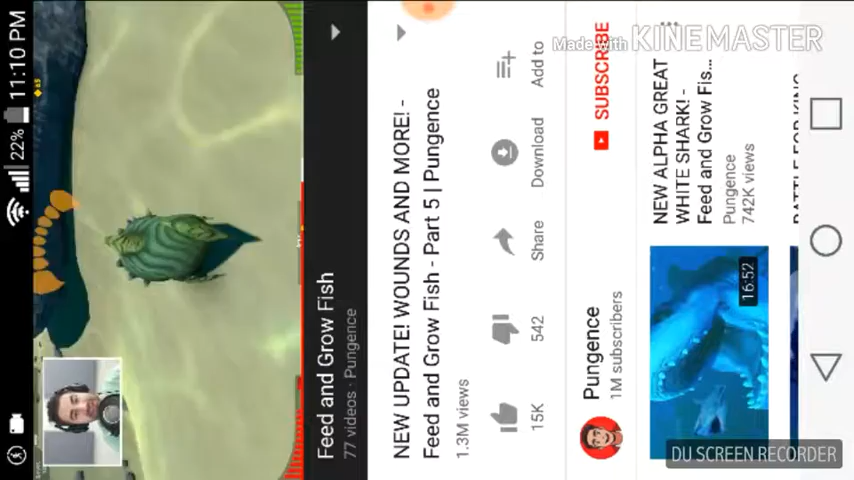 11:10 PM
22%
Feed and Grow Fish
77 videos · Pungence
NEW UPDATE! WOUNDS AND MORE! -
Feed and Grow Fish - Part 5 | Pungence
1.3M views
15K
542
Share
Download
Add to
Pungence
1M subscribers
SUBSCRIBE
16:52
NEW ALPHA GREAT
WHITE SHARK! -
Feed and Grow Fis...
Pungence
742K views
Made with KINEMASTER
DU SCREEN RECORDER